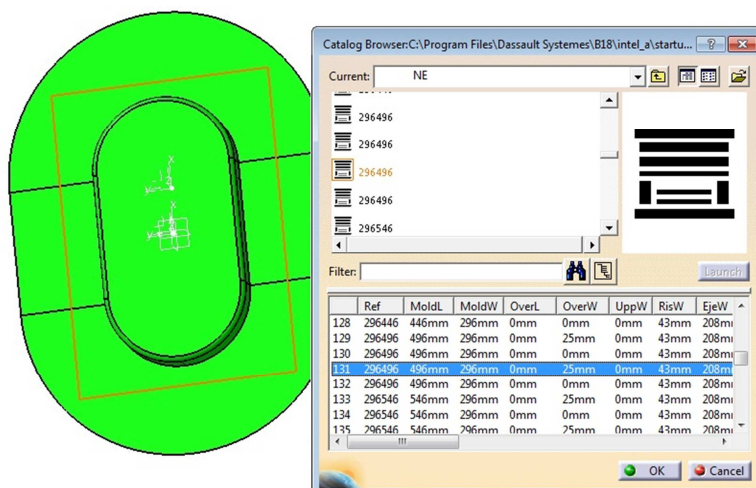 Catalog Browser:C:\Program Files\Dassault Systemes\B18\intel_a\startu...
Current: NE
296496
296496
296496
296496
296546
Filter:
Launch
Ref MoldL MoldW OverL OverW UppW RisW EjeW
128 296446 446mm 296mm 0mm 0mm 0mm 43mm 208m
129 296496 496mm 296mm 0mm 25mm 0mm 43mm 208m
130 296496 496mm 296mm 0mm 0mm 0mm 43mm 208m
131 296496 496mm 296mm 0mm 25mm 0mm 43mm 208m
132 296496 496mm 296mm 0mm 0mm 0mm 43mm 208m
133 296546 546mm 296mm 0mm 25mm 0mm 43mm 208m
134 296546 546mm 296mm 0mm 0mm 0mm 43mm 208m
135 296546 546mm 296mm 0mm 25mm 0mm 43mm 208m
OK Cancel
x
y
x
y